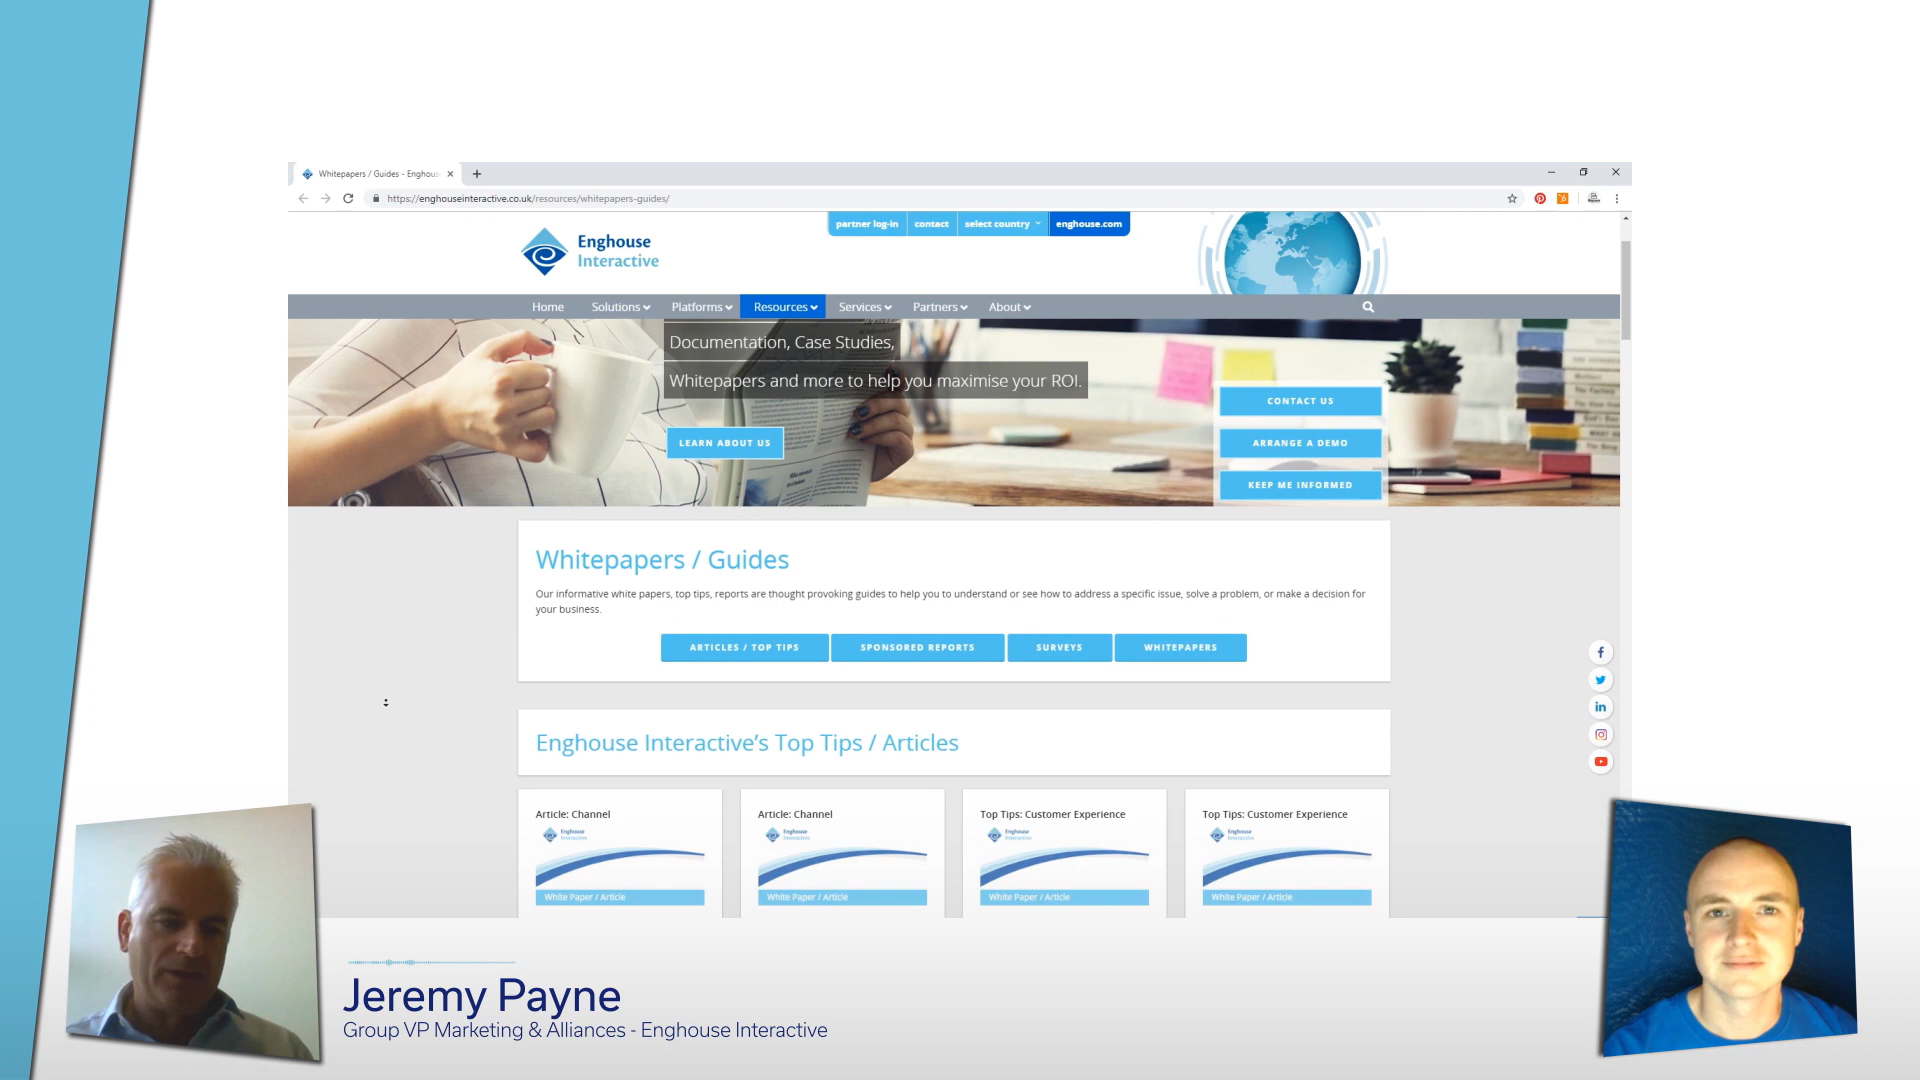 Whitepapers / Guides - Enghous
https://enghouseinteractive.co.uk/resources/whitepapers-guides/
partner log-in contact select country enghouse.com
Enghouse
Interactive
Home Solutions Platforms Resources Services Partners About
Documentation, Case Studies,
Whitepapers and more to help you maximise your ROI.
CONTACT US
LEARN ABOUT US
ARRANGE A DEMO
KEEP ME INFORMED
Whitepapers / Guides
Our informative white papers, top tips, reports are thought provoking guides to help you to understand or see how to address a specific issue, solve a problem, or make a decision for
your business.
ARTICLES / TOP TIPS SPONSORED REPORTS SURVEYS WHITEPAPERS
Enghouse Interactive’s Top Tips / Articles
Article: Channel
Enghouse
Interactive
White Paper / Article
Article: Channel
Enghouse
Interactive
White Paper / Article
Top Tips: Customer Experience
Enghouse
Interactive
White Paper / Article
Top Tips: Customer Experience
Enghouse
Interactive
White Paper / Article
Jeremy Payne
Group VP Marketing & Alliances - Enghouse Interactive